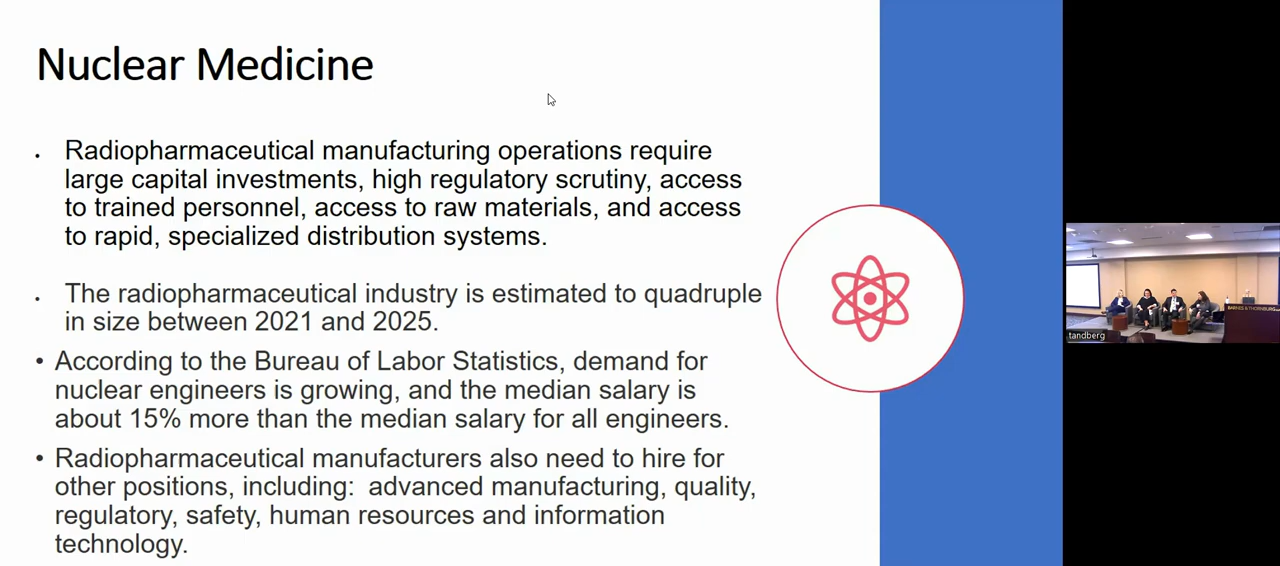 Nuclear Medicine
• Radiopharmaceutical manufacturing operations require
large capital investments, high regulatory scrutiny, access
to trained personnel, access to raw materials, and access
to rapid, specialized distribution systems.
• The radiopharmaceutical industry is estimated to quadruple
in size between 2021 and 2025.
• According to the Bureau of Labor Statistics, demand for
nuclear engineers is growing, and the median salary is
about 15% more than the median salary for all engineers.
• Radiopharmaceutical manufacturers also need to hire for
other positions, including:  advanced manufacturing, quality,
regulatory, safety, human resources and information
technology.
BARNES & THORNBURG
tandberg